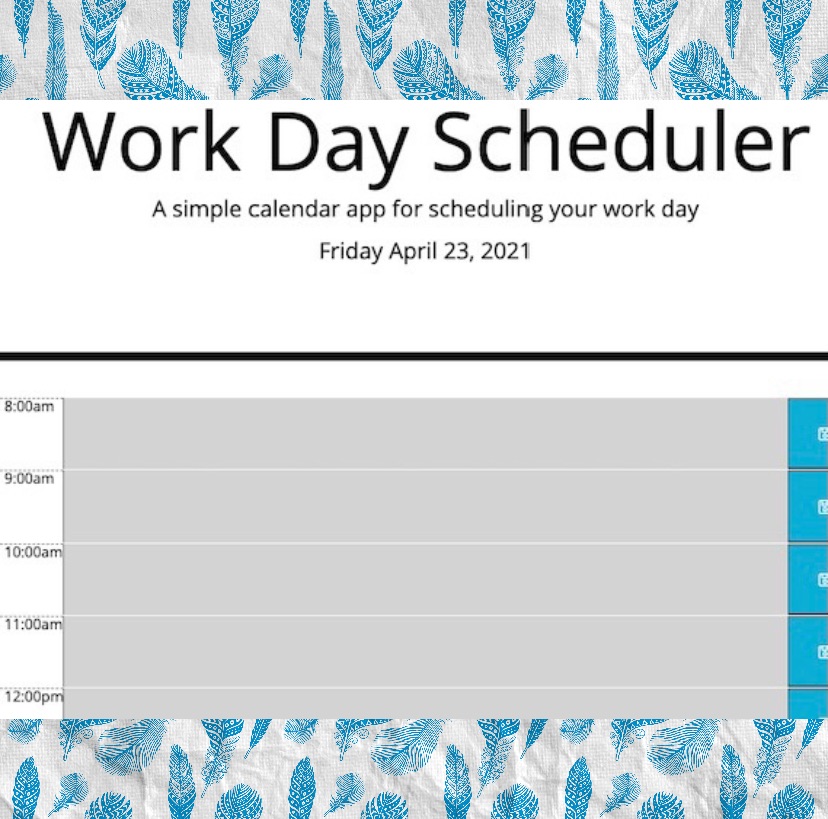 Work Day Scheduler
A simple calendar app for scheduling your work day
Friday April 23, 2021
8:00am
9:00am
10:00am
11:00am
12:00pm